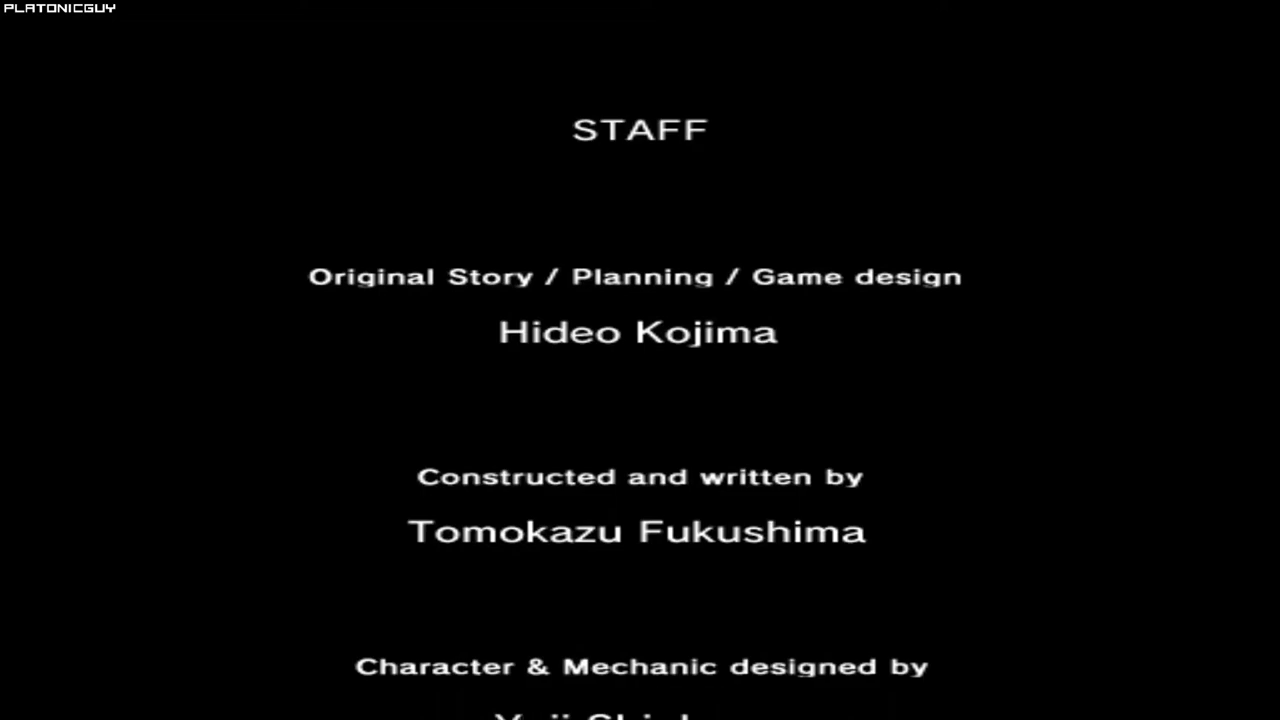 PLATONICGUY
STAFF
Original Story / Planning / Game design
Hideo Kojima
Constructed and written by
Tomokazu Fukushima
Character & Mechanic designed by